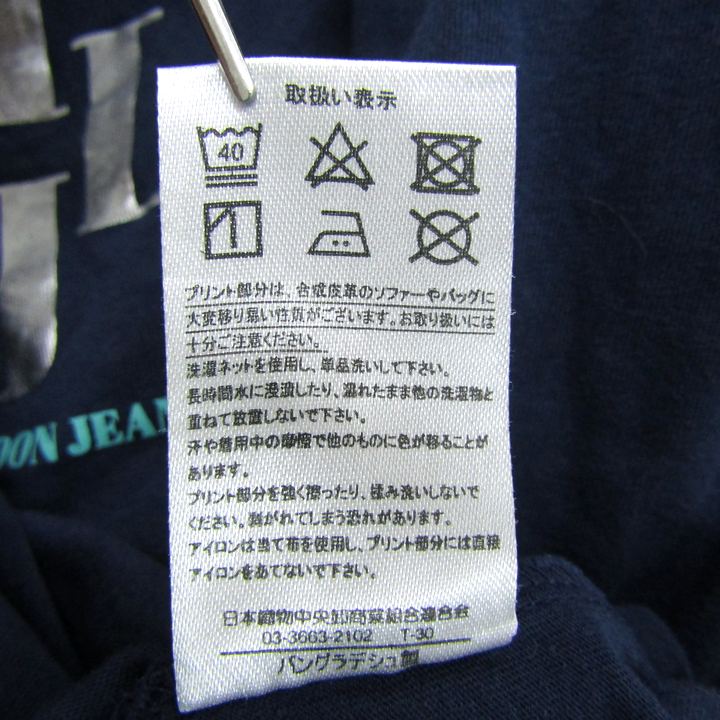 取扱い表示
40
プリント部分は、合成皮革のソファーやバッグに
大変移り易い性質がございます。お取り扱いには
十分ご注意ください。
洗濯ネットを使用し、単品洗いして下さい。
長時間水に浸漬したり、濡れたまま他の洗濯物と
重ねて放置しないで下さい。
汗や着用中の摩擦で他のものに色が移ることが
あります。
プリント部分を強く擦ったり、揉み洗いしないで
ください。剥がれてしまう恐れがあります。
アイロンは当て布を使用し、プリント部分には直接
アイロンをあてないで下さい。
日本織物中央卸商業組合連合会
03-3663-2102 T-30
バングラデシュ製